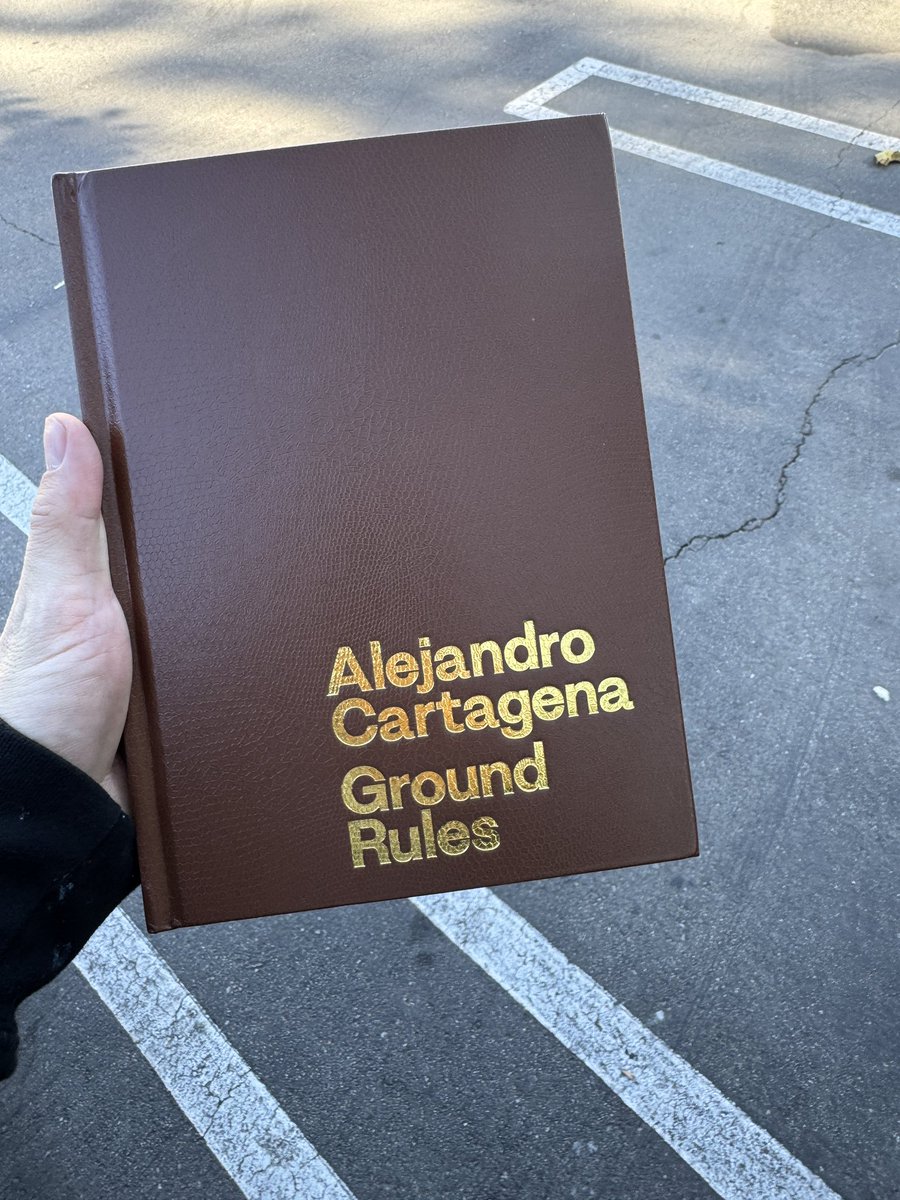 Alejandro
Cartagena
Ground
Rules